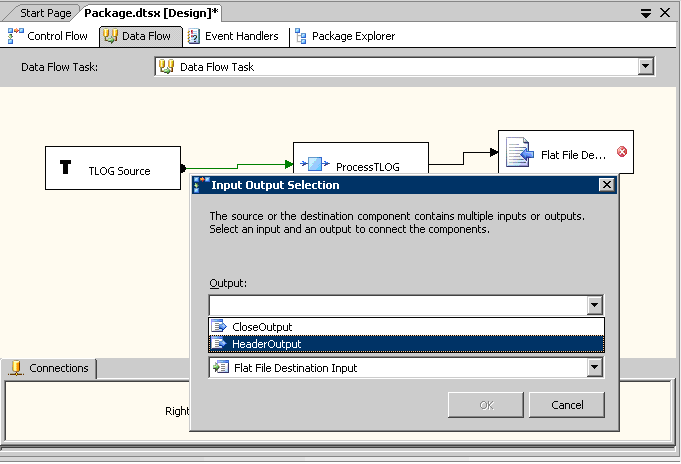 Start Page
Package.dtsx [Design]*
Control Flow
Data Flow
Event Handlers
Package Explorer
Data Flow Task:
Data Flow Task
T
TLOG Source
ProcessTLOG
Flat File De...
Input Output Selection
The source or the destination component contains multiple inputs or outputs.
Select an input and an output to connect the components.
Output:
CloseOutput
HeaderOutput
Flat File Destination Input
OK
Cancel
Connections
Right